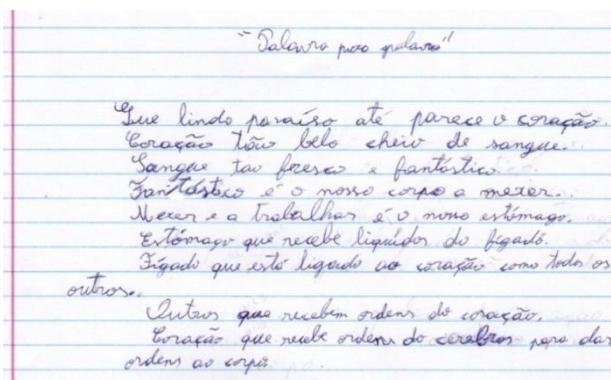 "Palavra puxa palavra"
Que lindo paraíso até parece o coração.
Coração tão belo cheio de sangue.
Sangue tão fresco e fantástico.
Fantástico é o nosso corpo a mexer.
Mexer e a trabalhar é o nosso estômago.
Estômago que recebe liquídos do fígado.
Fígado que está ligado ao coração como todos os
outros.
Outros que recebem ordens do coração.
Coração que recebe ordens do cerebros para dar
ordens ao corpo.